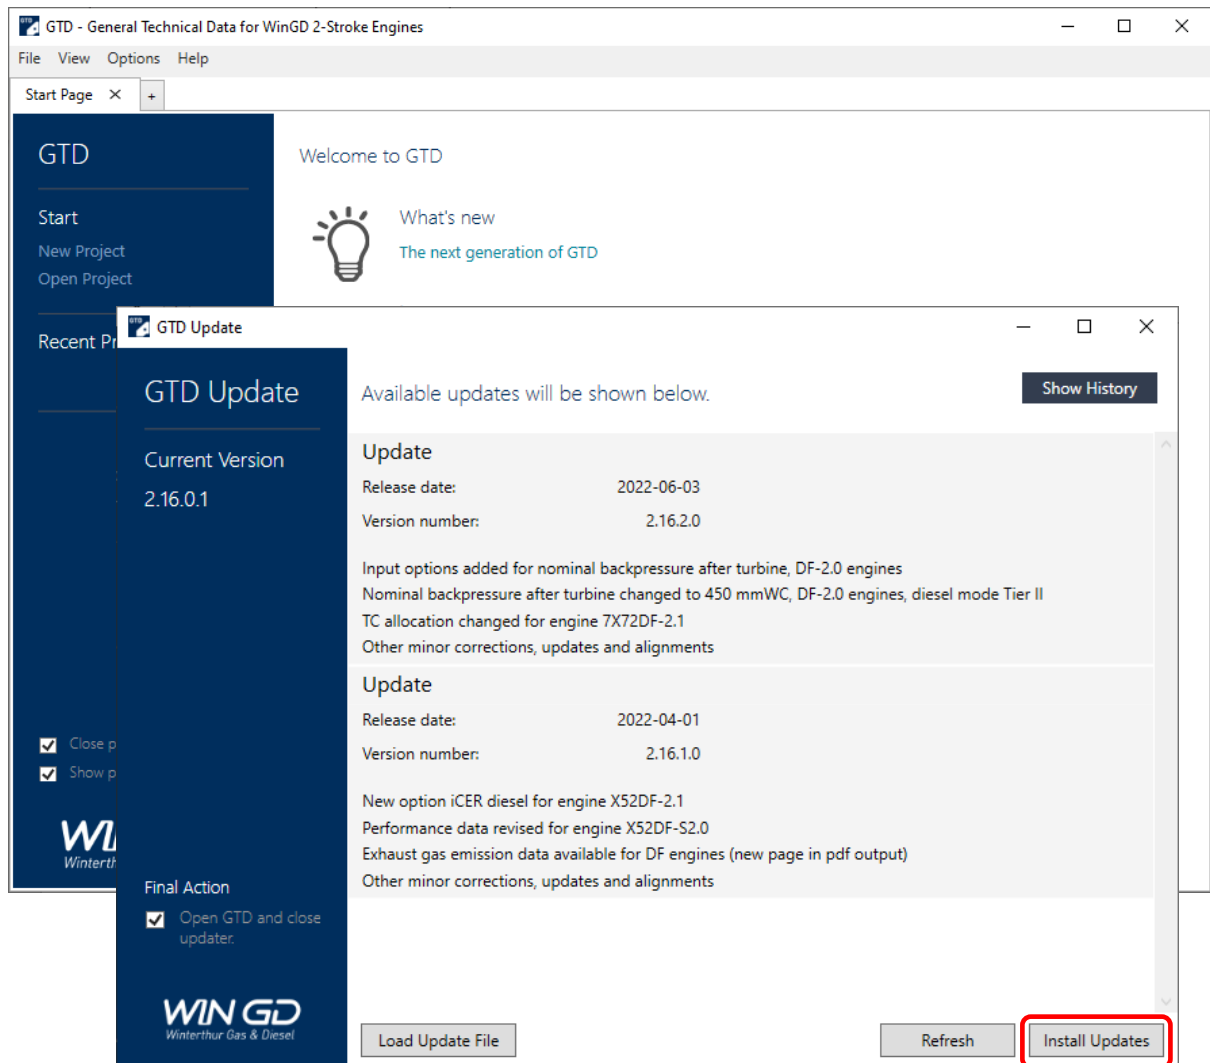 GTD - General Technical Data for WinGD 2-Stroke Engines
File View Options Help
Start Page
+
GTD
Welcome to GTD
Start
New Project
Open Project
What's new
The next generation of GTD
Recent Pr
GTD Update
GTD Update
Available updates will be shown below.
Show History
Current Version
2.16.0.1
Update
Release date: 2022-06-03
Version number: 2.16.2.0
Input options added for nominal backpressure after turbine, DF-2.0 engines
Nominal backpressure after turbine changed to 450 mmWC, DF-2.0 engines, diesel mode Tier II
TC allocation changed for engine 7X72DF-2.1
Other minor corrections, updates and alignments
Update
Release date: 2022-04-01
Version number: 2.16.1.0
New option iCER diesel for engine X52DF-2.1
Performance data revised for engine X52DF-S2.0
Exhaust gas emission data available for DF engines (new page in pdf output)
Other minor corrections, updates and alignments
Close p
Show p
WIN
Winterth
Final Action
Open GTD and close
updater.
WIN GD
Winterthur Gas & Diesel
Load Update File
Refresh
Install Updates